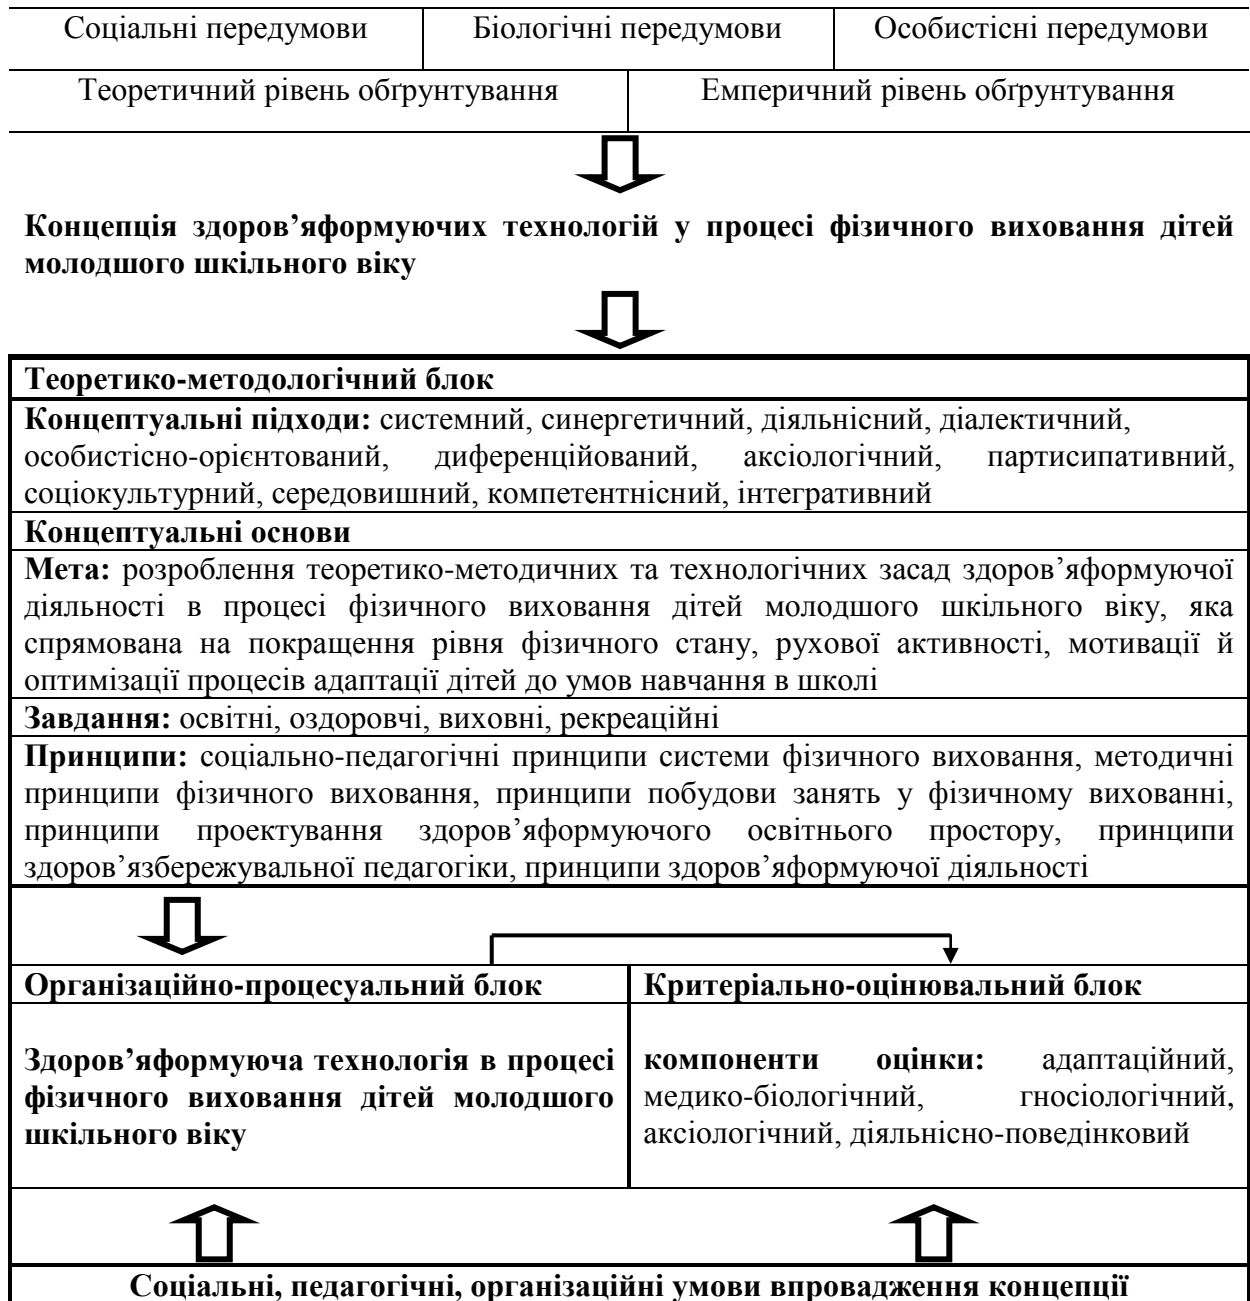 Соціальні передумови Біологічні передумови Особистісні передумови
Теоретичний рівень обґрунтування Емперичний рівень обґрунтування
Концепція здоров’яформуючих технологій у процесі фізичного виховання дітей
молодшого шкільного віку
Теоретико-методологічний блок
Концептуальні підходи: системний, синергетичний, діяльнісний, діалектичний,
особистісно-орієнтований, диференційований, аксіологічний, партисипативний,
соціокультурний, середовишний, компетентнісний, інтегративний
Концептуальні основи
Мета: розроблення теоретико-методичних та технологічних засад здоров’яформуючої
діяльності в процесі фізичного виховання дітей молодшого шкільного віку, яка
спрямована на покращення рівня фізичного стану, рухової активності, мотивації й
оптимізації процесів адаптації дітей до умов навчання в школі
Завдання: освітні, оздоровчі, виховні, рекреаційні
Принципи: соціально-педагогічні принципи системи фізичного виховання, методичні
принципи фізичного виховання, принципи побудови занять у фізичному вихованні,
принципи проектування здоров’яформуючого освітнього простору, принципи
здоров’язбережувальної педагогіки, принципи здоров’яформуючої діяльності
Організаційно-процесуальний блок
Здоров’яформуюча технологія в процесі
фізичного виховання дітей молодшого
шкільного віку
Критеріально-оцінювальний блок
компоненти оцінки: адаптаційний,
медико-біологічний, гносіологічний,
аксіологічний, діяльнісно-поведінковий
Соціальні, педагогічні, організаційні умови впровадження концепції